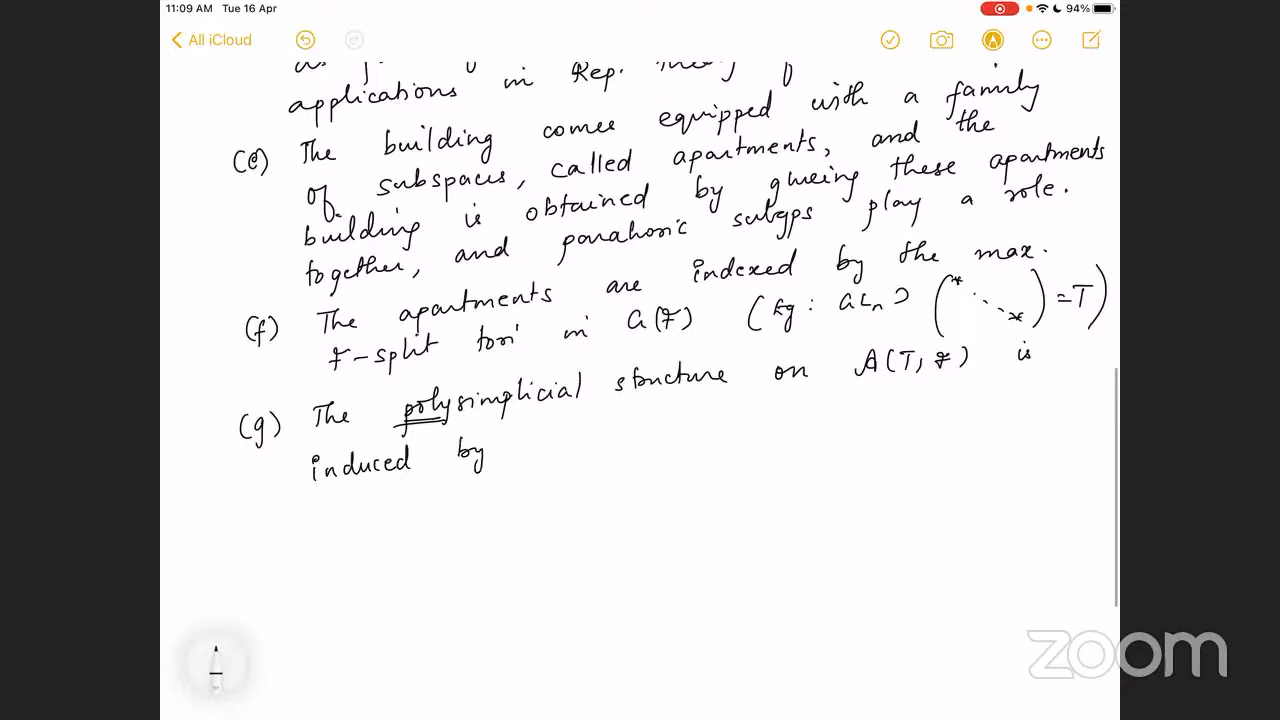 11:09 AM Tue 16 Apr
94%
All iCloud
applications in Rep.
(e) The building comes equipped with a family
of subspaces, called apartments, and the
building is obtained by glueing these apartments
together, and parahoric subgps play a role.
(f) The apartments are indexed by the max.
F-split tori in G(F) (Eg: GLn ⊃ (* ⋱ *) = T)
(g) The polysimplicial structure on A(T, F) is
induced by
zoom